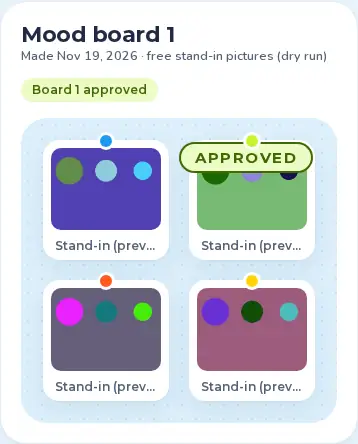 Mood board 1
Made Nov 19, 2026 · free stand-in pictures (dry run)
Board 1 approved
APPROVED
Stand-in (prev...
Stand-in (prev...
Stand-in (prev...
Stand-in (prev...